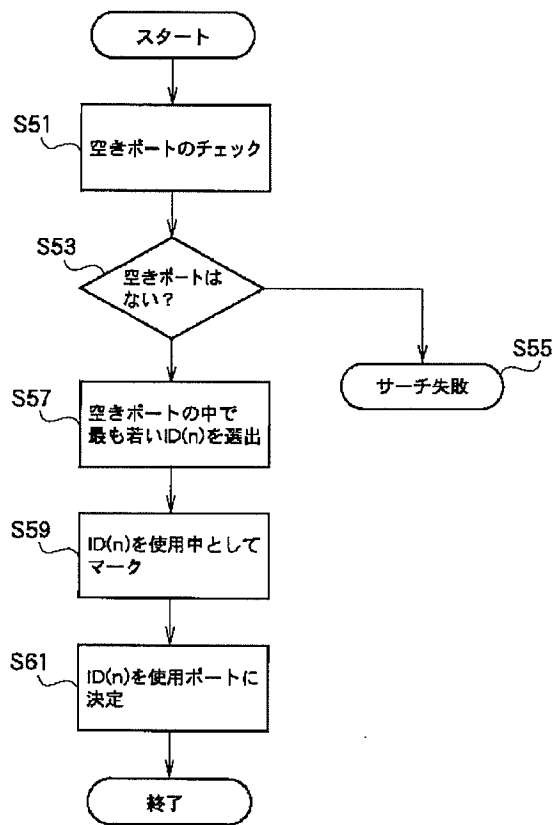 スタート
S51
空きポートのチェック
S53
空きポートは
ない？
S55
サーチ失敗
S57
空きポートの中で
最も若いID(n)を選出
S59
ID(n)を使用中として
マーク
S61
ID(n)を使用ポートに
決定
終了